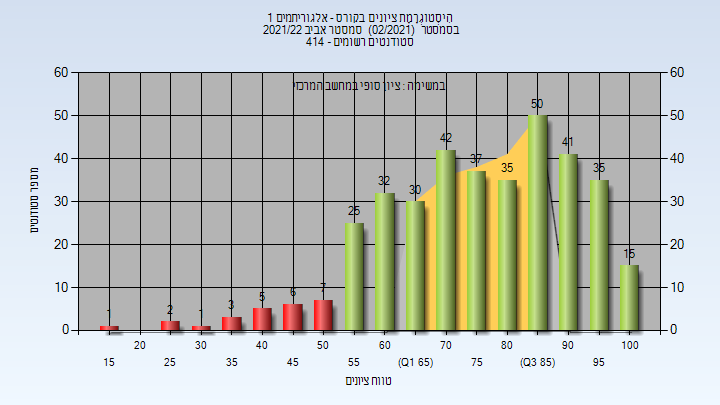 היסטוגרמת ציונים בקורס - אלגוריתמים 1
בסמסטר (02/2021) סמסטר אביב 2021/22
סטודנטים רשומים - 414
במשימה : ציון סופי במחשב המרכזי
מספר סטודנטים
60 60
50 50
40 40
30 30
20 20
10 10
0 0
1 2 1 3 5 6 7 25 32 30 42 37 35 50 41 35 15
20 30 40 50 60 70 80 90 100
15 25 35 45 55 (Q1 65) 75 (Q3 85) 95
טווח ציונים